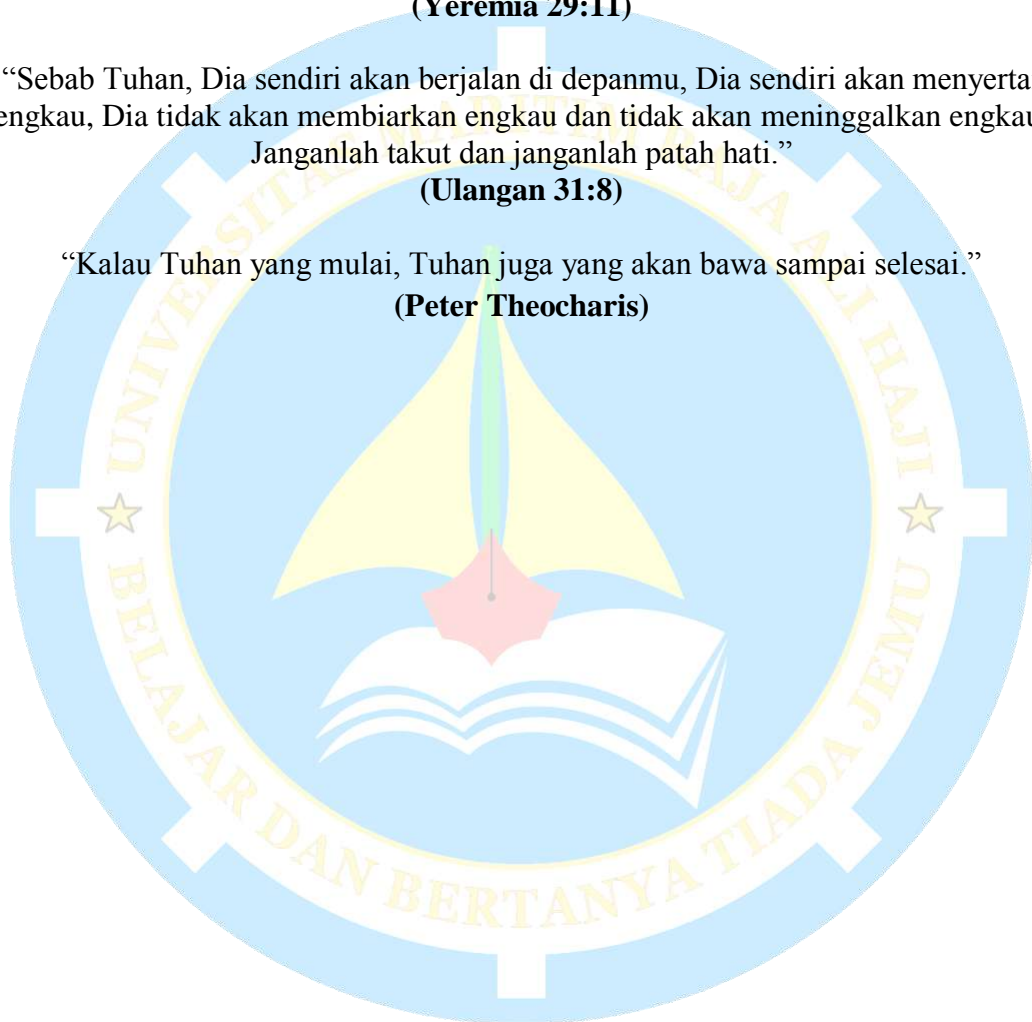 (Yeremia 29:11)
“Sebab Tuhan, Dia sendiri akan berjalan di depanmu, Dia sendiri akan menyerta
engkau, Dia tidak akan membiarkan engkau dan tidak akan meninggalkan engkau
Janganlah takut dan janganlah patah hati.”
(Ulangan 31:8)
“Kalau Tuhan yang mulai, Tuhan juga yang akan bawa sampai selesai.”
(Peter Theocharis)
UNIVERSITAS MARITIM RAJA ALI HAJI
BELAJAR DAN BERTANYA TIADA JEMU